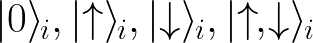 |0⟩ᵢ, |↑⟩ᵢ, |↓⟩ᵢ, |↑,↓⟩ᵢ